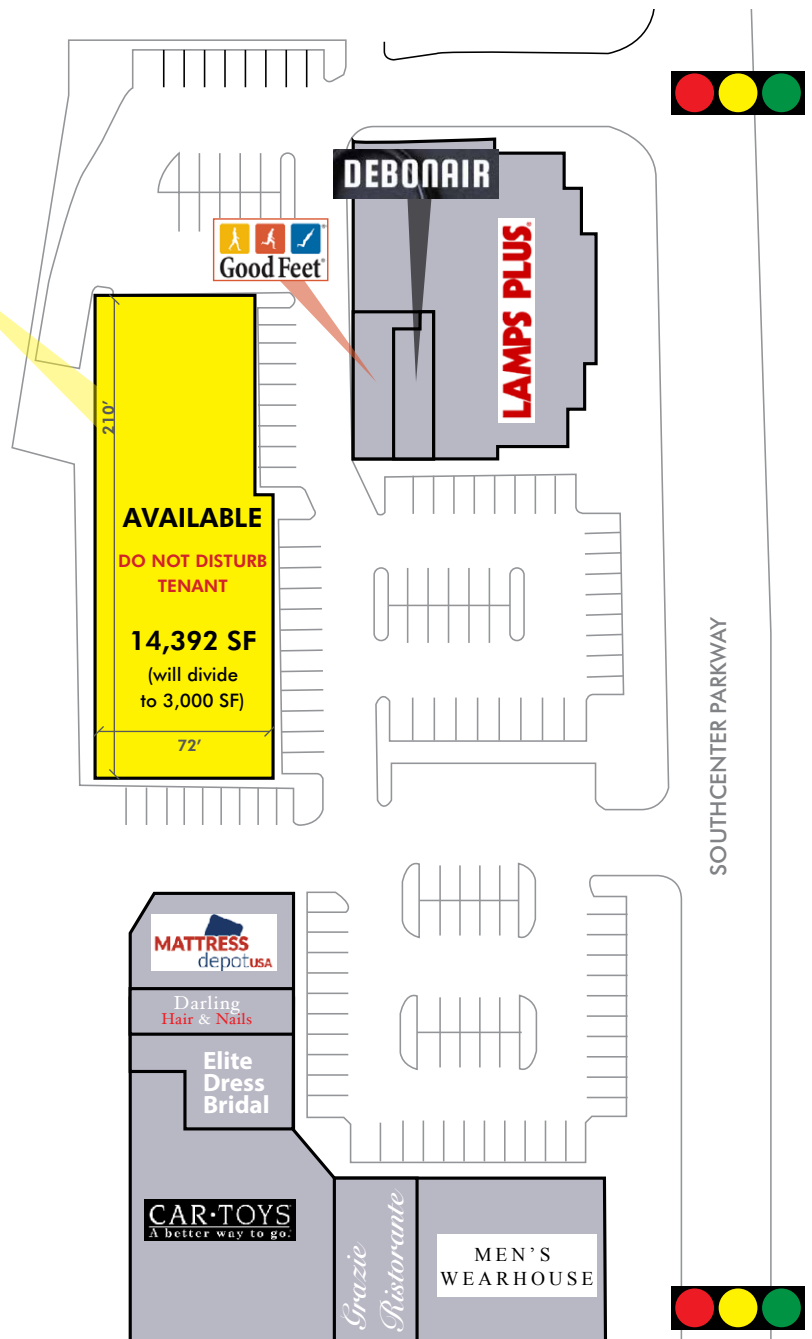 DEBONAIR
Good Feet®
LAMPS PLUS®
210'
AVAILABLE
DO NOT DISTURB
TENANT
14,392 SF
(will divide
to 3,000 SF)
72'
SOUTHCENTER PARKWAY
MATTRESS
depotUSA
Darling
Hair & Nails
Elite
Dress
Bridal
CAR•TOYS®
A better way to go.
Grazie
Ristorante
MEN'S
WEARHOUSE